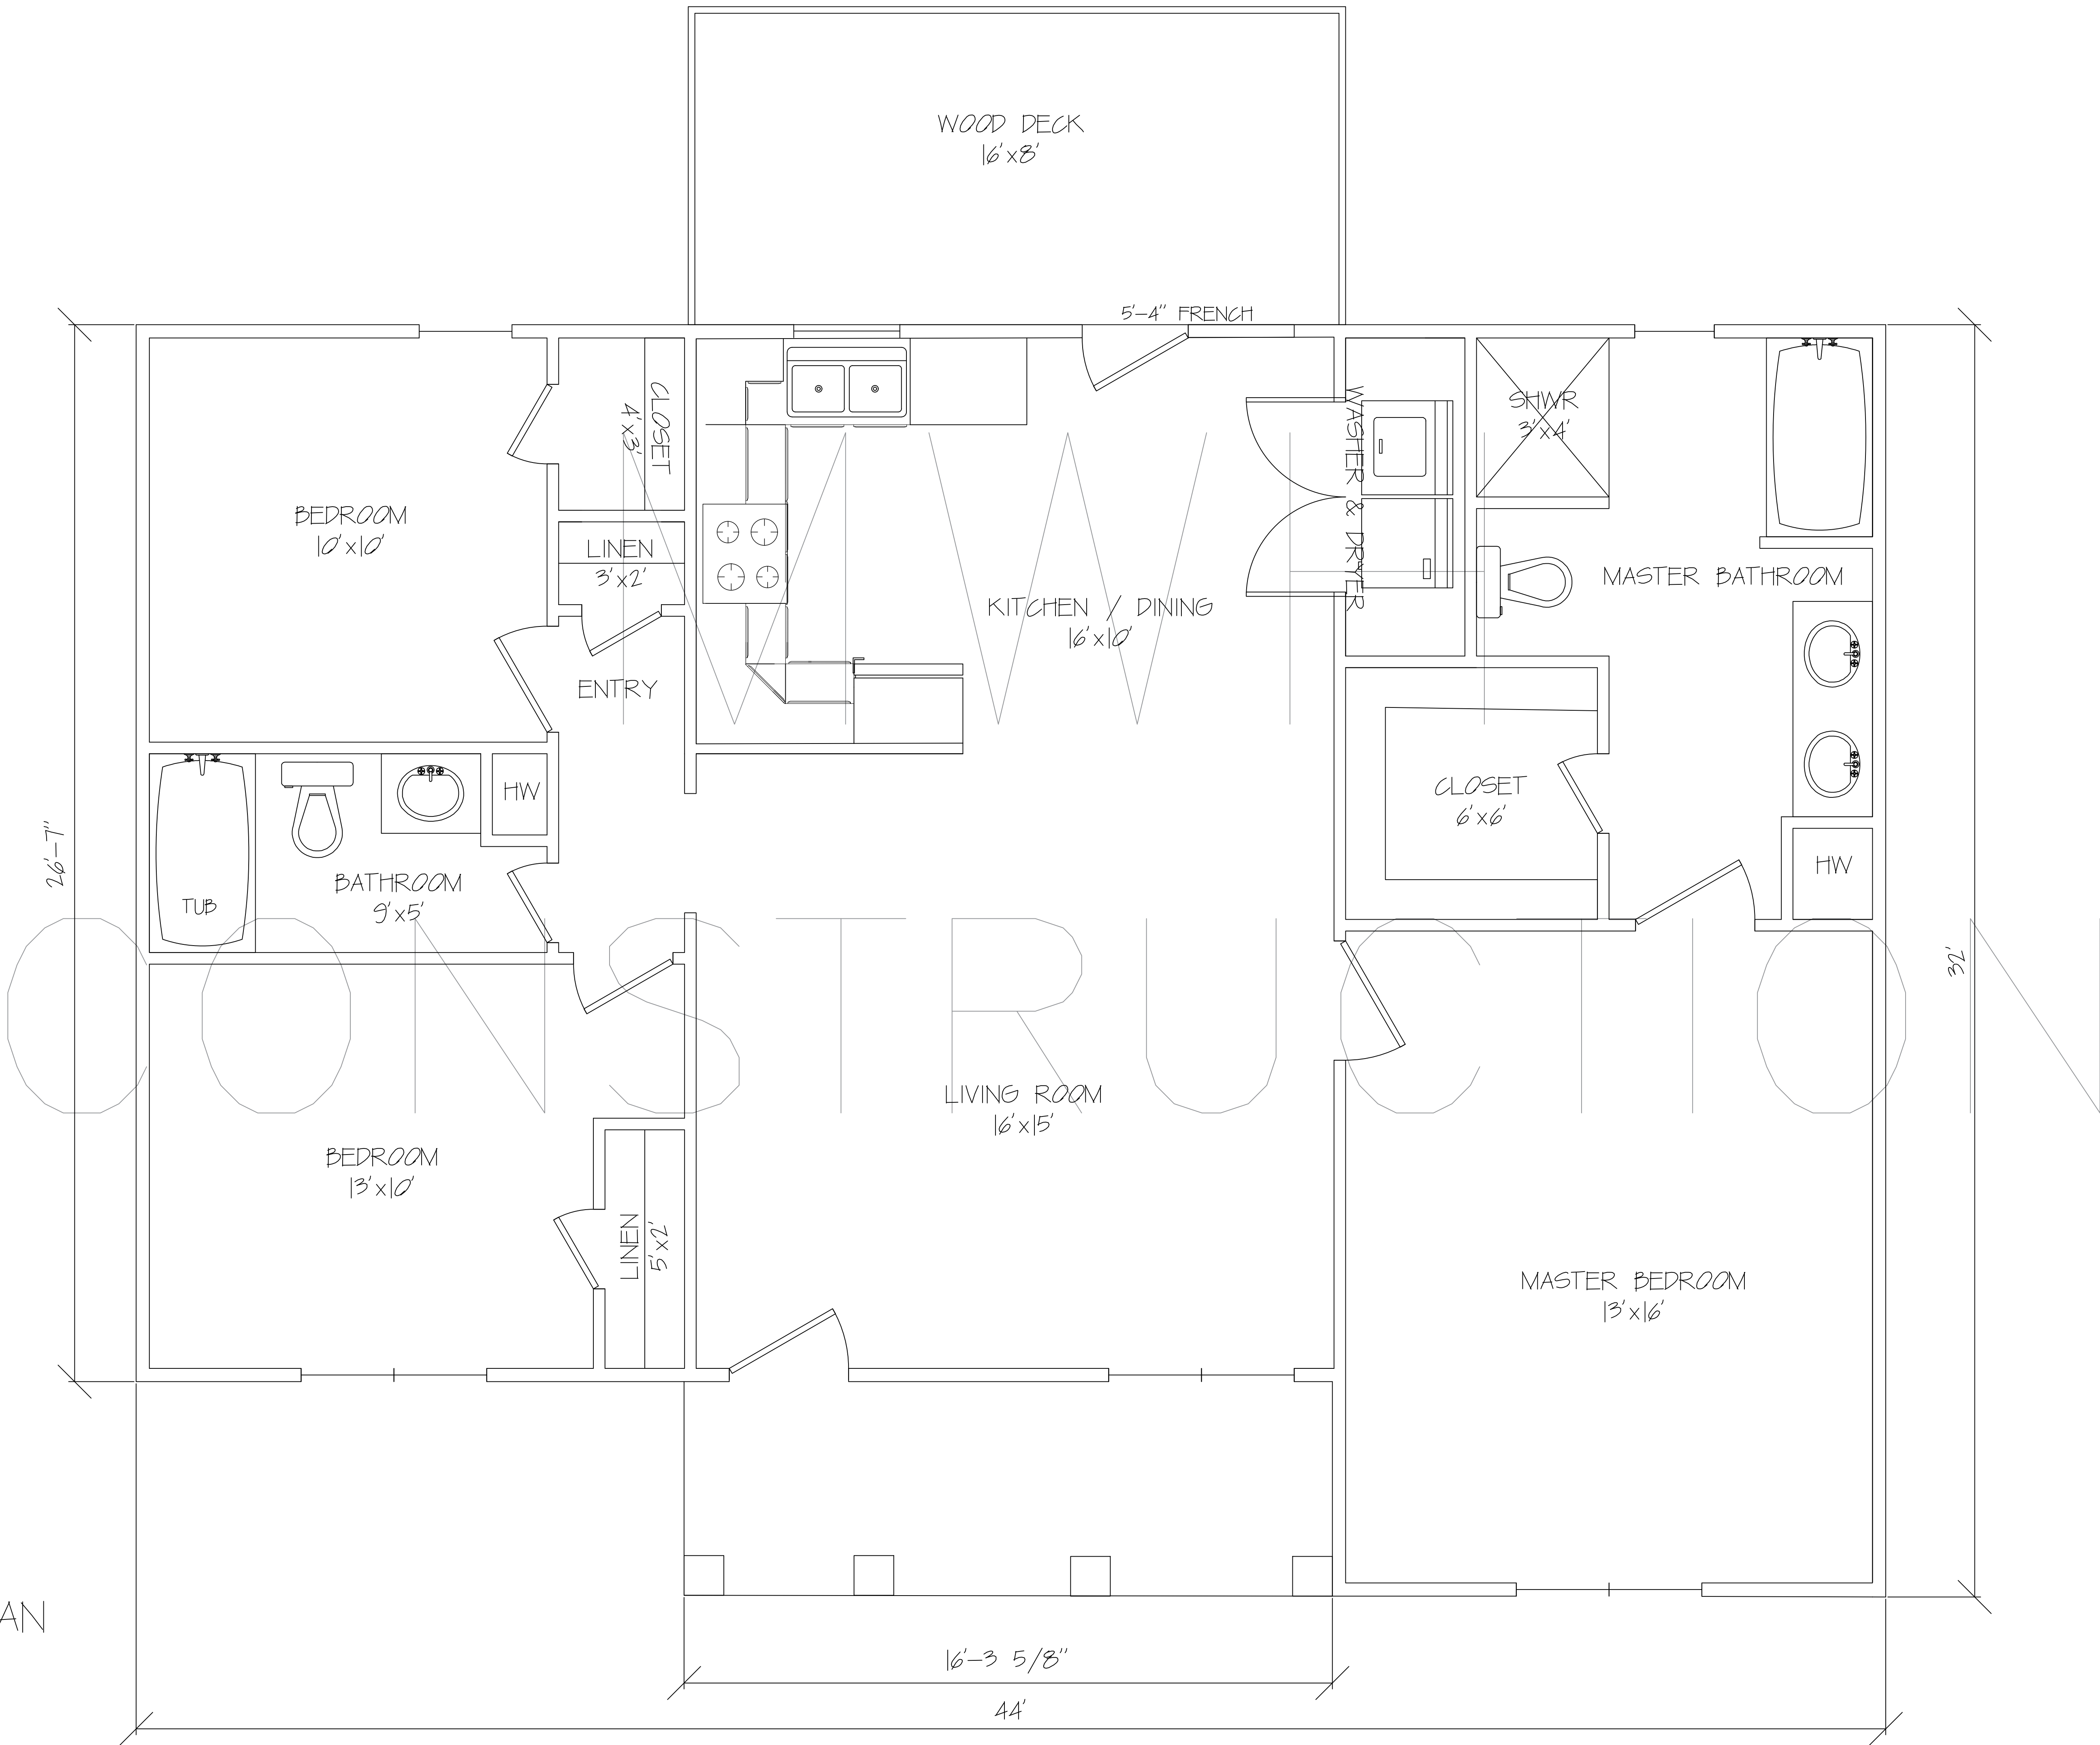 WOOD DECK
16'x8'
5'-4" FRENCH
CLOSET
4'x3'
WASHER & DRYER
SHWR
3'x4'
BEDROOM
10'x10'
LINEN
3'x2'
KITCHEN / DINING
16'x10'
MASTER BATHROOM
ENTRY
HW
CLOSET
6'x6'
26'-7"
BATHROOM
9'x5'
TUB
HW
32'
CONSTRUCTION
LIVING ROOM
16'x15'
BEDROOM
13'x10'
LINEN
5'x2'
MASTER BEDROOM
13'x16'
AN
16'-3 5/8"
44'